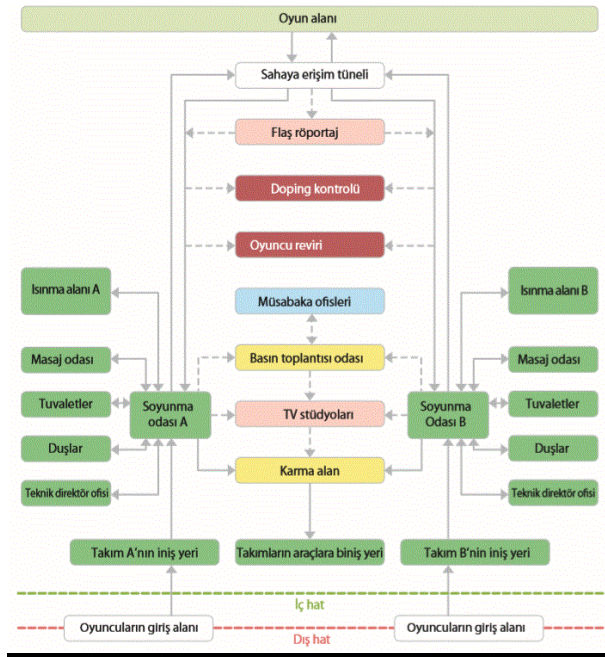 Oyun alanı
Sahaya erişim tüneli
Flaş röportaj
Doping kontrolü
Oyuncu reviri
Isınma alanı A
Isınma alanı B
Müsabaka ofisleri
Masaj odası
Basın toplantısı odası
Masaj odası
Tuvaletler
Soyunma
odası A
TV stüdyoları
Soyunma
Odası B
Tuvaletler
Duşlar
Karma alan
Duşlar
Teknik direktör ofisi
Teknik direktör ofisi
Takım A'nın iniş yeri
Takımların araçlara biniş yeri
Takım B'nin iniş yeri
İç hat
Oyuncuların giriş alanı
Oyuncuların giriş alanı
Dış hat